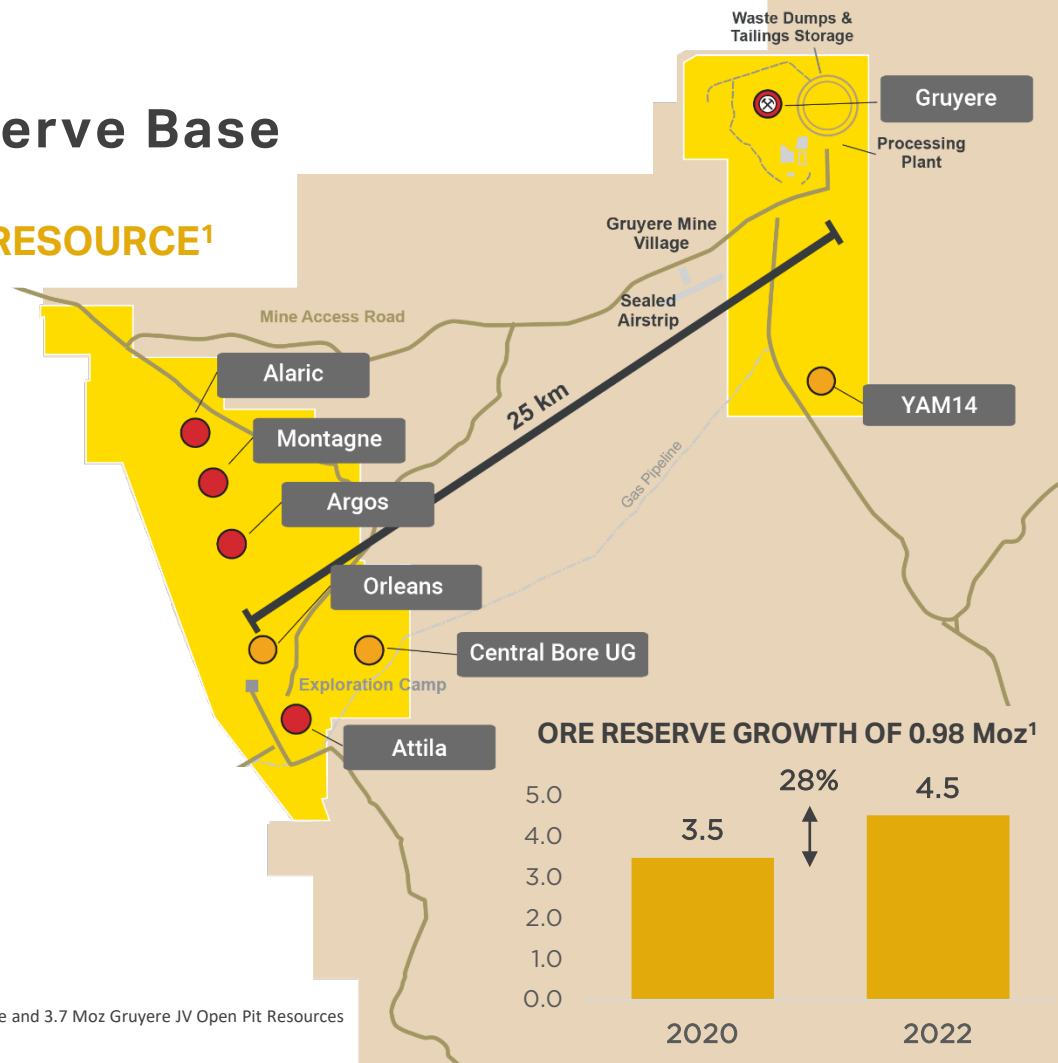 Waste Dumps &
Tailings Storage
Gruyere
Processing
Plant
erve Base
RESOURCE¹
Gruyere Mine
Village
Sealed
Airstrip
Mine Access Road
Alaric
Montagne
Argos
25 km
YAM14
Gas Pipeline
Orleans
Central Bore UG
Exploration Camp
Attila
ORE RESERVE GROWTH OF 0.98 Moz¹
28%
5.0
4.0
3.0
2.0
1.0
0.0
3.5
4.5
2020
2022
e and 3.7 Moz Gruyere JV Open Pit Resources